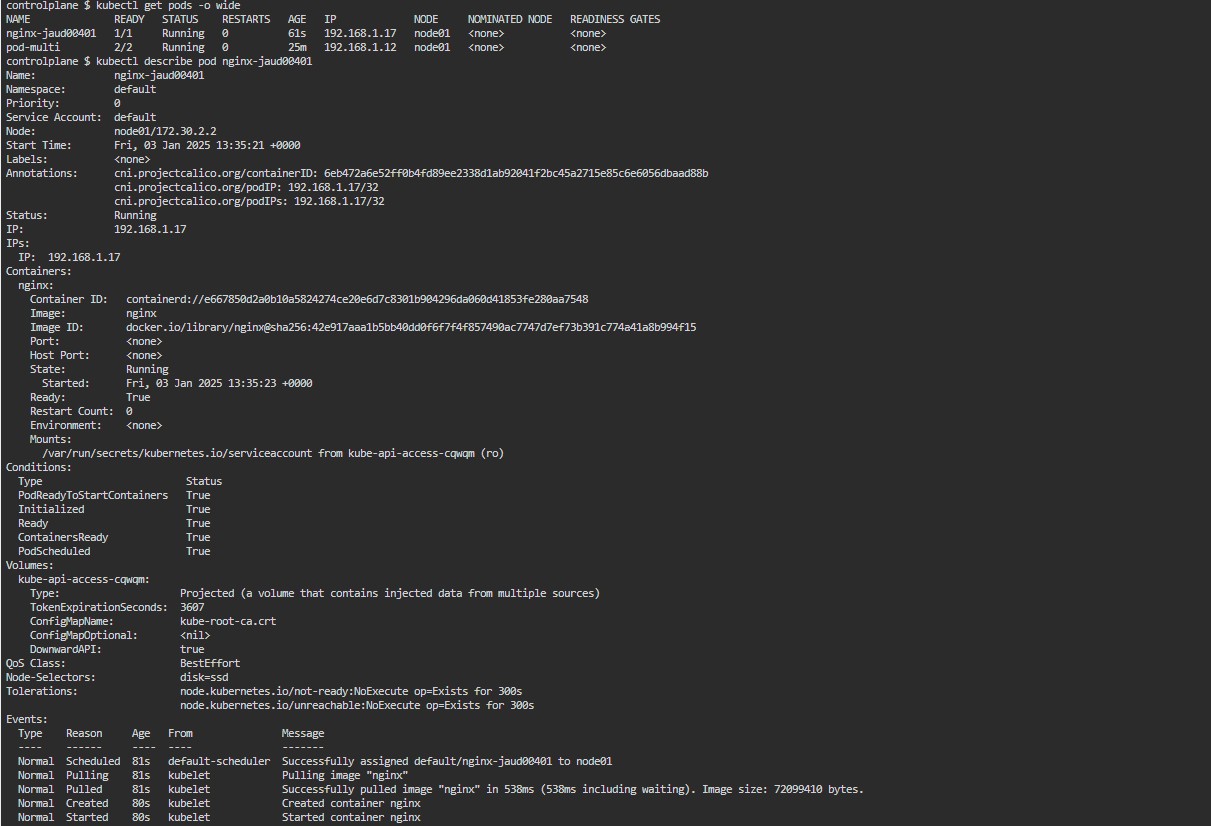 controlplane $ kubectl get pods -o wide
NAME              READY   STATUS    RESTARTS   AGE   IP             NODE     NOMINATED NODE   READINESS GATES
nginx-jaud00401   1/1     Running   0          61s   192.168.1.17   node01   <none>           <none>
pod-multi         2/2     Running   0          25m   192.168.1.12   node01   <none>           <none>
controlplane $ kubectl describe pod nginx-jaud00401
Name:             nginx-jaud00401
Namespace:        default
Priority:         0
Service Account:  default
Node:             node01/172.30.2.2
Start Time:       Fri, 03 Jan 2025 13:35:21 +0000
Labels:           <none>
Annotations:      cni.projectcalico.org/containerID: 6eb472a6e52ff0b4fd89ee2338d1ab92041f2bc45a2715e85c6e6056dbaad88b
                  cni.projectcalico.org/podIP: 192.168.1.17/32
                  cni.projectcalico.org/podIPs: 192.168.1.17/32
Status:           Running
IP:               192.168.1.17
IPs:
  IP:  192.168.1.17
Containers:
  nginx:
    Container ID:   containerd://e667850d2a0b10a5824274ce20e6d7c8301b904296da060d41853fe280aa7548
    Image:          nginx
    Image ID:       docker.io/library/nginx@sha256:42e917aaa1b5bb40dd0f6f7f4f857490ac7747d7ef73b391c774a41a8b994f15
    Port:           <none>
    Host Port:      <none>
    State:          Running
      Started:      Fri, 03 Jan 2025 13:35:23 +0000
    Ready:          True
    Restart Count:  0
    Environment:    <none>
    Mounts:
      /var/run/secrets/kubernetes.io/serviceaccount from kube-api-access-cqwqm (ro)
Conditions:
  Type                        Status
  PodReadyToStartContainers   True
  Initialized                 True
  Ready                       True
  ContainersReady             True
  PodScheduled                True
Volumes:
  kube-api-access-cqwqm:
    Type:                    Projected (a volume that contains injected data from multiple sources)
    TokenExpirationSeconds:  3607
    ConfigMapName:           kube-root-ca.crt
    ConfigMapOptional:       <nil>
    DownwardAPI:             true
QoS Class:                   BestEffort
Node-Selectors:              disk=ssd
Tolerations:                 node.kubernetes.io/not-ready:NoExecute op=Exists for 300s
                             node.kubernetes.io/unreachable:NoExecute op=Exists for 300s
Events:
  Type    Reason     Age   From               Message
  ----    ------     ----  ----               -------
  Normal  Scheduled  81s   default-scheduler  Successfully assigned default/nginx-jaud00401 to node01
  Normal  Pulling    81s   kubelet            Pulling image "nginx"
  Normal  Pulled     81s   kubelet            Successfully pulled image "nginx" in 538ms (538ms including waiting). Image size: 72099410 bytes.
  Normal  Created    80s   kubelet            Created container nginx
  Normal  Started    80s   kubelet            Started container nginx